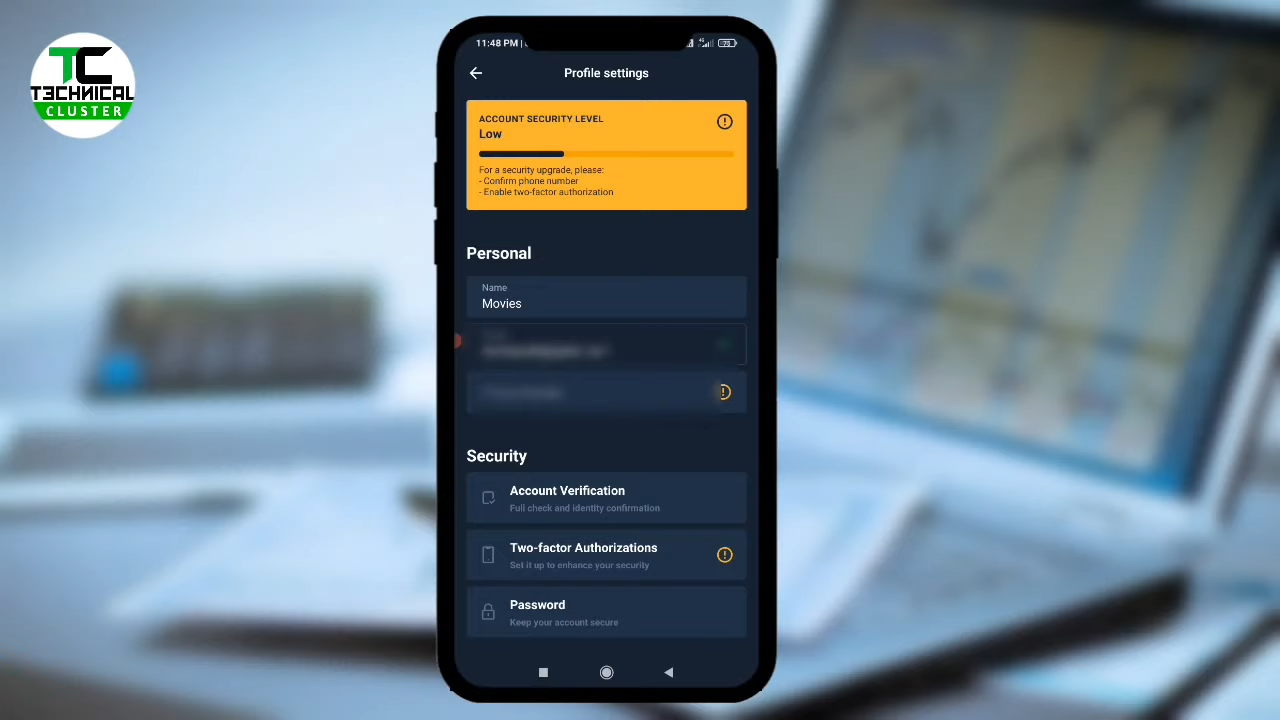 TC
T3CHNICAL
CLUSTER
11:48 PM
4G
Profile settings
ACCOUNT SECURITY LEVEL
Low
For a security upgrade, please:
- Confirm phone number
- Enable two-factor authorization
Personal
Name
Movies
Security
Account Verification
Full check and identity confirmation
Two-factor Authorizations
Set it up to enhance your security
Password
Keep your account secure